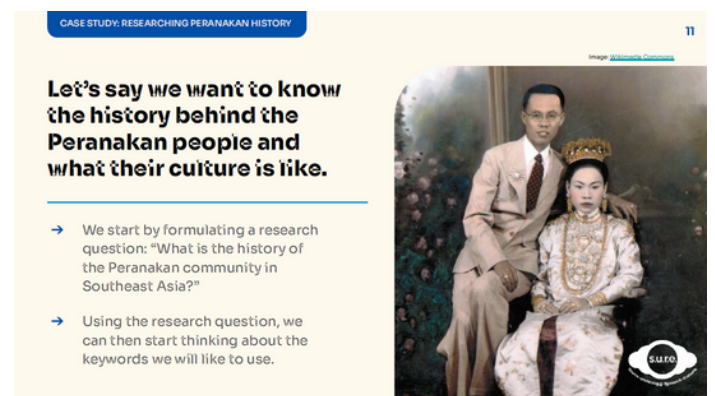 CASE STUDY: RESEARCHING PERANAKAN HISTORY
11
Image: Wikimedia Commons
Let's say we want to know
the history behind the
Peranakan people and
what their culture is like.
→ We start by formulating a research
question: “What is the history of
the Peranakan community in
Southeast Asia?”
→ Using the research question, we
can then start thinking about the
keywords we will like to use.
s.u.r.e.